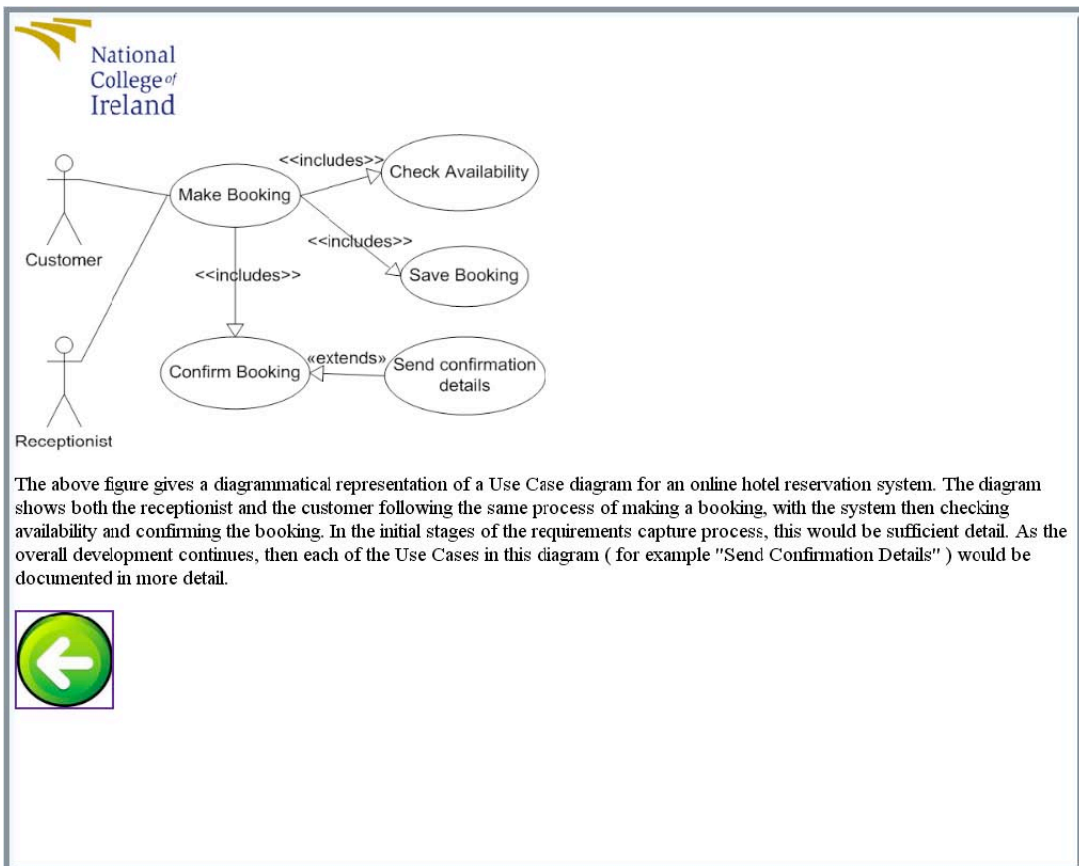 National
College of
Ireland
<<includes>>
Check Availability
Make Booking
<<includes>>
Customer
<<includes>>
Save Booking
«extends»
Send confirmation
details
Confirm Booking
Receptionist
The above figure gives a diagrammatical representation of a Use Case diagram for an online hotel reservation system. The diagram
shows both the receptionist and the customer following the same process of making a booking, with the system then checking
availability and confirming the booking. In the initial stages of the requirements capture process, this would be sufficient detail. As the
overall development continues, then each of the Use Cases in this diagram ( for example "Send Confirmation Details" ) would be
documented in more detail.